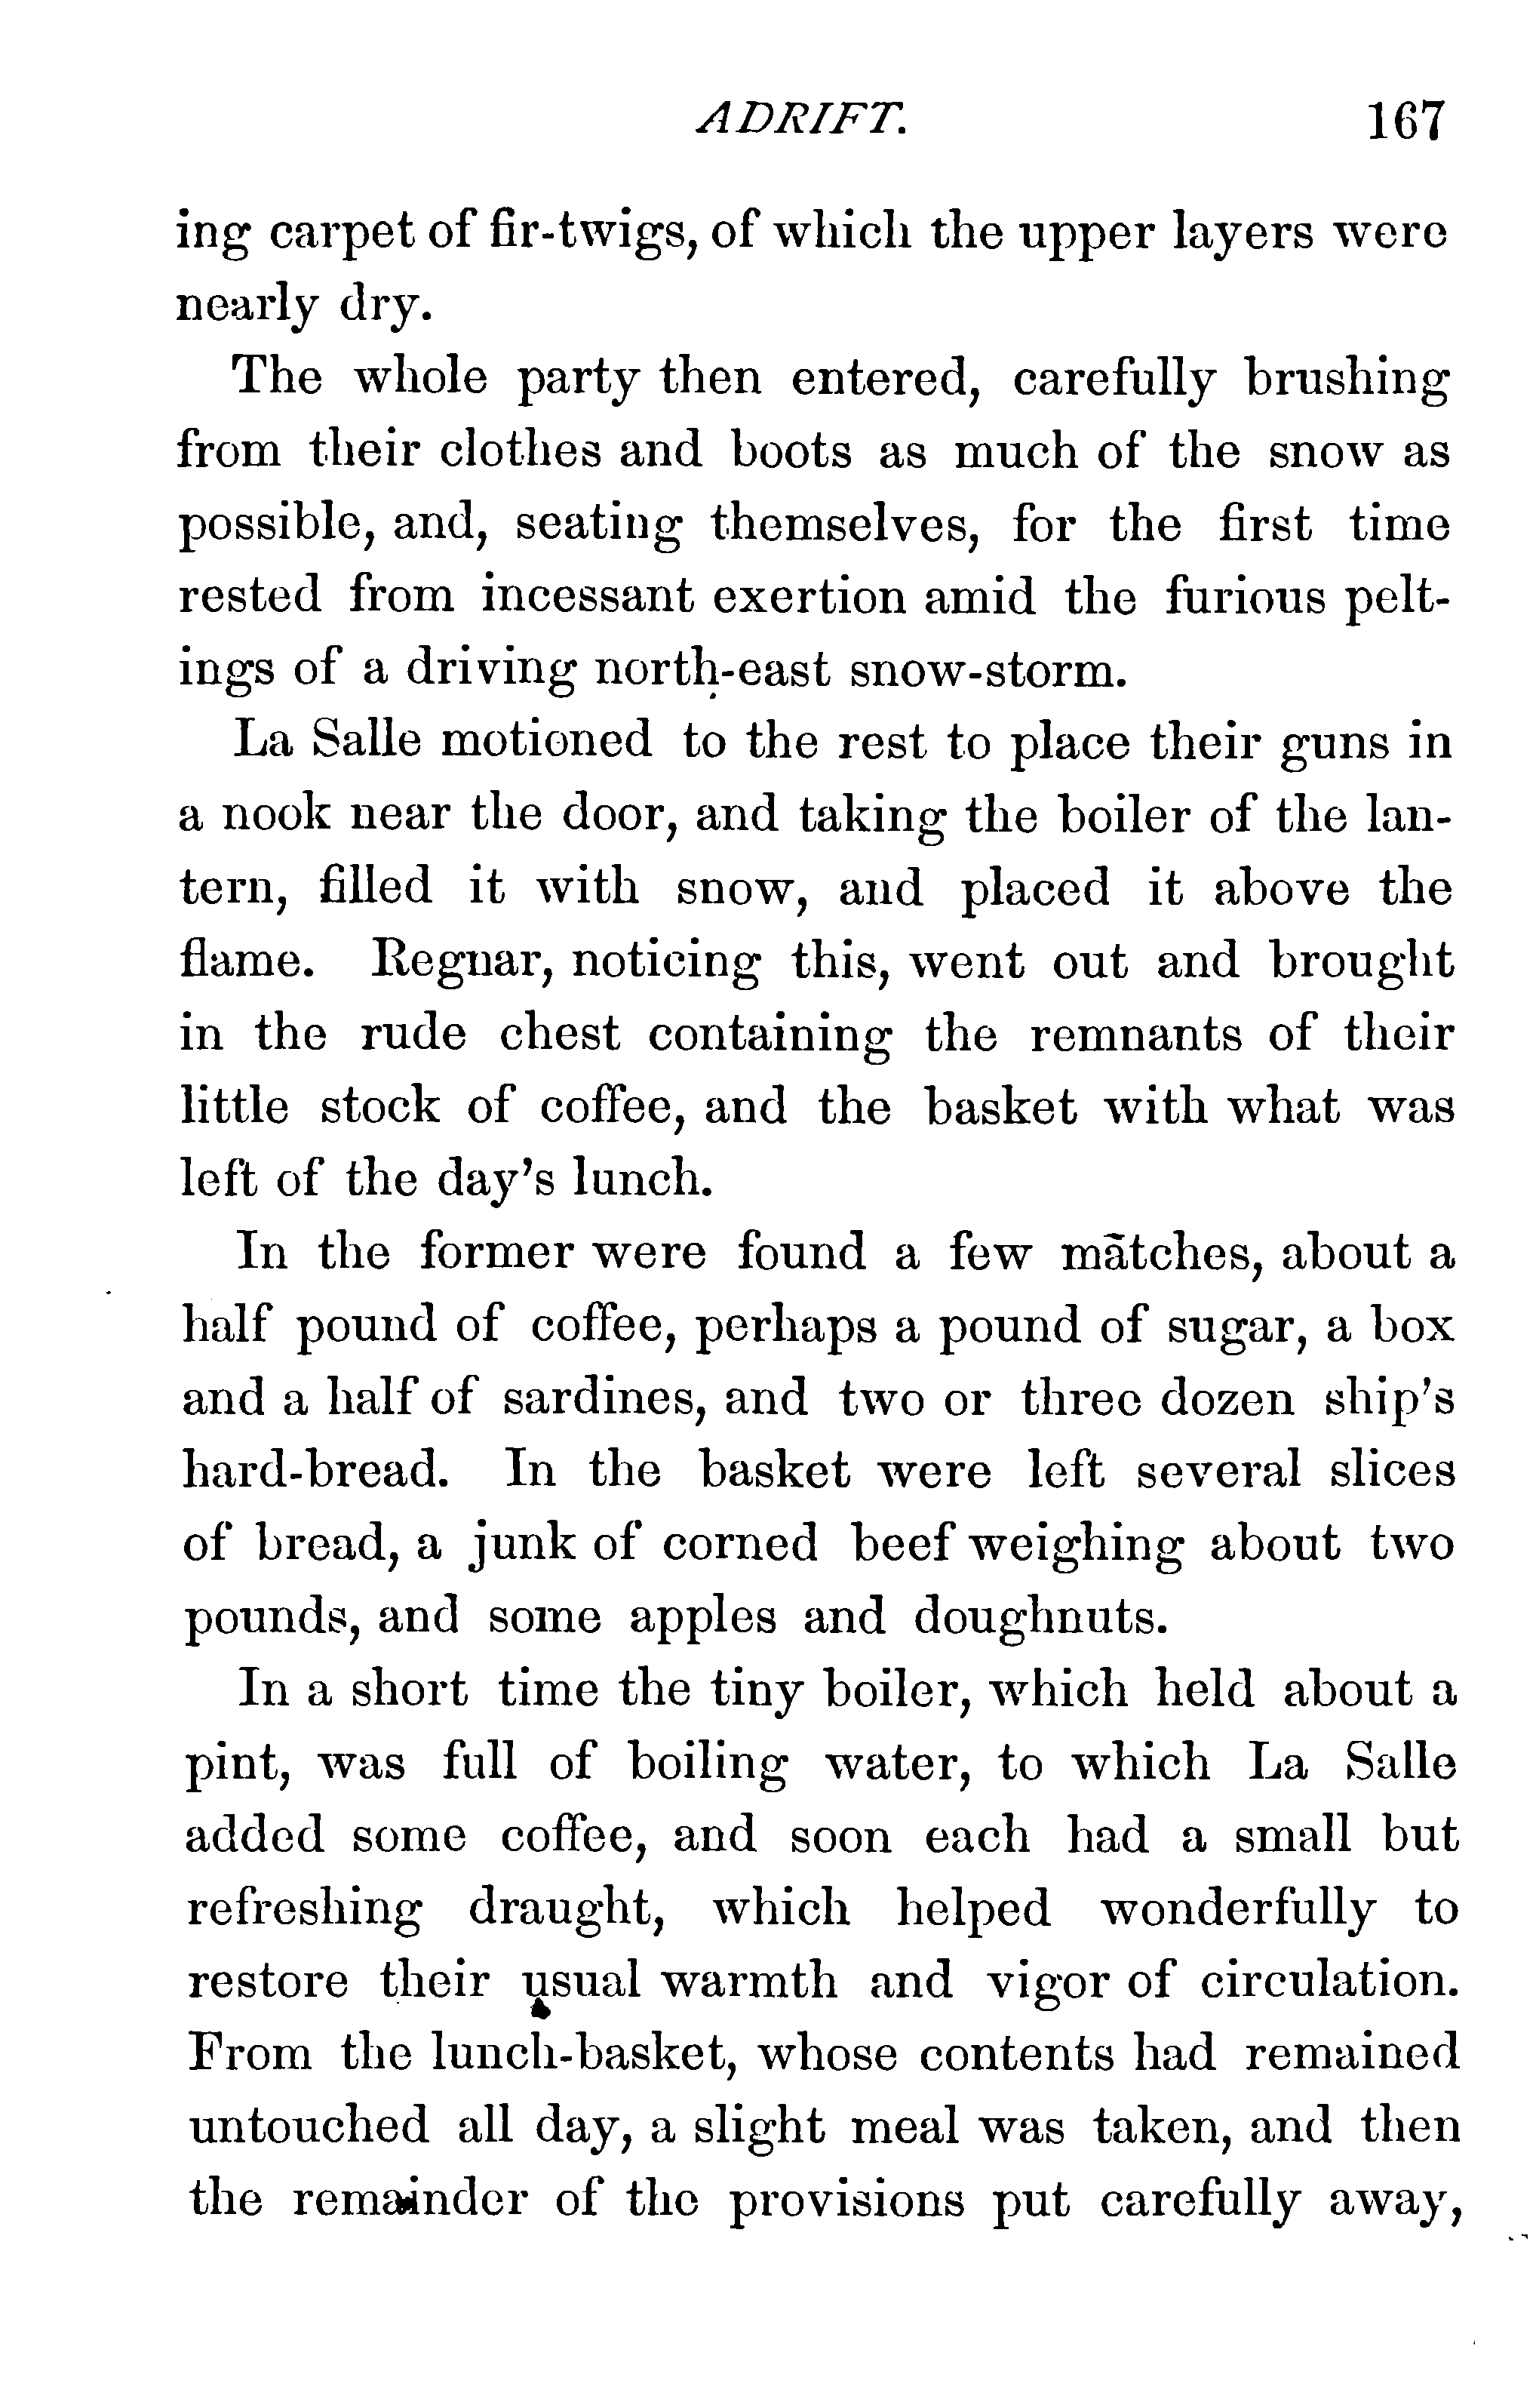 ADRIFT. 167
ing carpet of fir-twigs, of which the upper layers were
nearly dry.
The whole party then entered, carefully brushing
from their clothes and boots as much of the snow as
possible, and, seating themselves, for the first time
rested from incessant exertion amid the furious pelt-
ings of a driving north-east snow-storm.
La Salle motioned to the rest to place their guns in
a nook near the door, and taking the boiler of the lan-
tern, filled it with snow, and placed it above the
flame. Regnar, noticing this, went out and brought
in the rude chest containing the remnants of their
little stock of coffee, and the basket with what was
left of the day's lunch.
In the former were found a few matches, about a
half pound of coffee, perhaps a pound of sugar, a box
and a half of sardines, and two or three dozen ship's
hard-bread. In the basket were left several slices
of bread, a junk of corned beef weighing about two
pounds, and some apples and doughnuts.
In a short time the tiny boiler, which held about a
pint, was full of boiling water, to which La Salle
added some coffee, and soon each had a small but
refreshing draught, which helped wonderfully to
restore their usual warmth and vigor of circulation.
From the lunch-basket, whose contents had remained
untouched all day, a slight meal was taken, and then
the remainder of the provisions put carefully away,